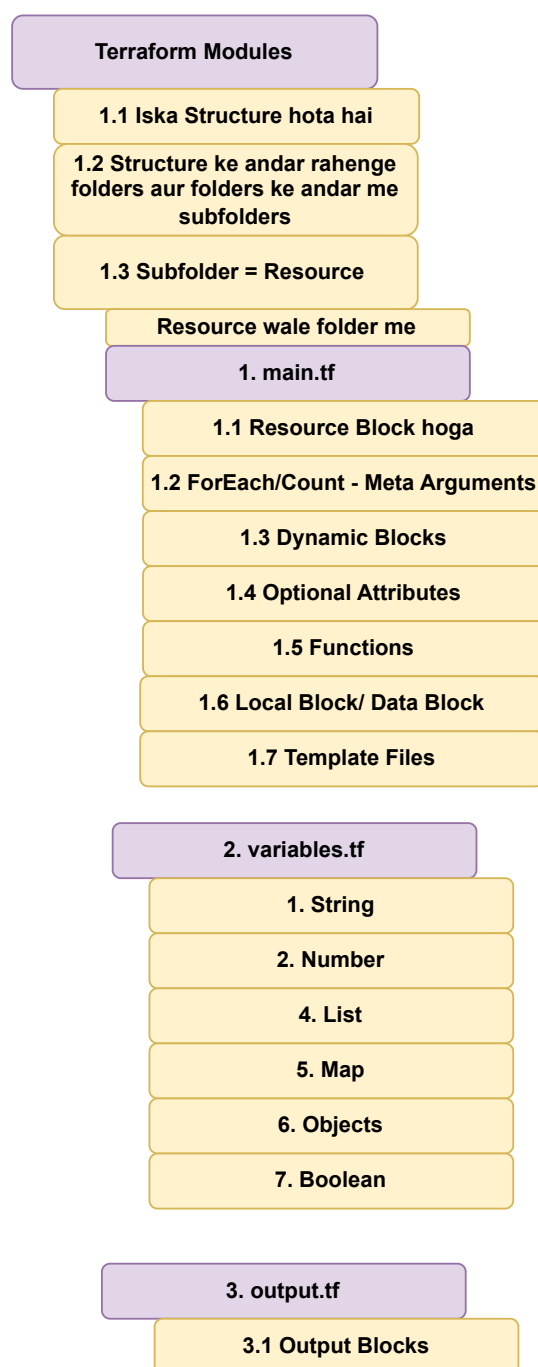 Terraform Modules
1.1 Iska Structure hota hai
1.2 Structure ke andar rahenge
folders aur folders ke andar me
subfolders
1.3 Subfolder = Resource
Resource wale folder me
1. main.tf
1.1 Resource Block hoga
1.2 ForEach/Count - Meta Arguments
1.3 Dynamic Blocks
1.4 Optional Attributes
1.5 Functions
1.6 Local Block/ Data Block
1.7 Template Files
2. variables.tf
1. String
2. Number
4. List
5. Map
6. Objects
7. Boolean
3. output.tf
3.1 Output Blocks